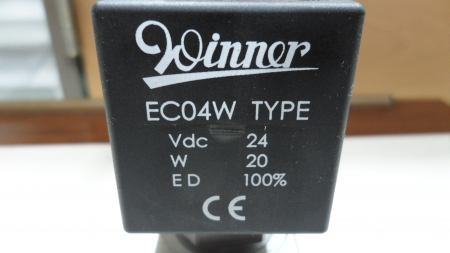 Winner
EC04W TYPE
Vdc 24
W 20
ED 100%
CE